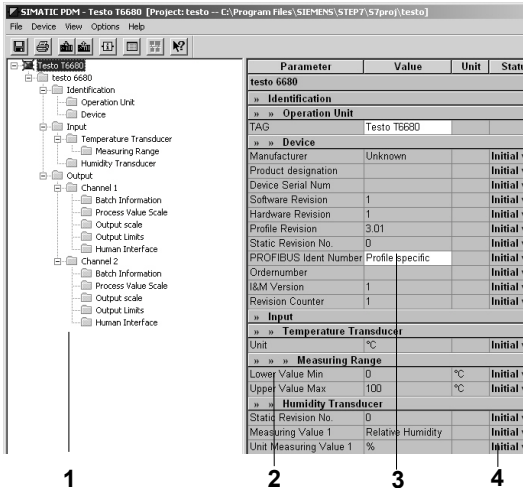 SIMATIC PDM - Testo T6680 [Project: testo -- C:\Program Files\SIEMENS\STEP7\S7proj\testo]
File Device View Options Help
Testo T6680
testo 6680
Identification
Operation Unit
Device
Input
Temperature Transducer
Measuring Range
Humidity Transducer
Output
Channel 1
Batch Information
Process Value Scale
Output scale
Output Limits
Human Interface
Channel 2
Batch Information
Process Value Scale
Output scale
Output Limits
Human Interface
Parameter Value Unit Statu
testo 6680
» Identification
» » Operation Unit
TAG Testo T6680
» » Device
Manufacturer Unknown Initial v
Product designation Initial v
Device Serial Num Initial v
Software Revision 1 Initial v
Hardware Revision 1 Initial v
Profile Revision 3.01 Initial v
Static Revision No. 0 Initial v
PROFIBUS Ident Number Profile specific Initial v
Ordernumber Initial v
I&M Version 1 Initial v
Revision Counter 1 Initial v
» Input
» » Temperature Transducer
Unit °C Initial v
» » » Measuring Range
Lower Value Min 0 °C Initial v
Upper Value Max 100 °C Initial v
» » Humidity Transducer
Static Revision No. 0 Initial v
Measuring Value 1 Relative Humidity Initial v
Unit Measuring Value 1 % Initial v
1 2 3 4